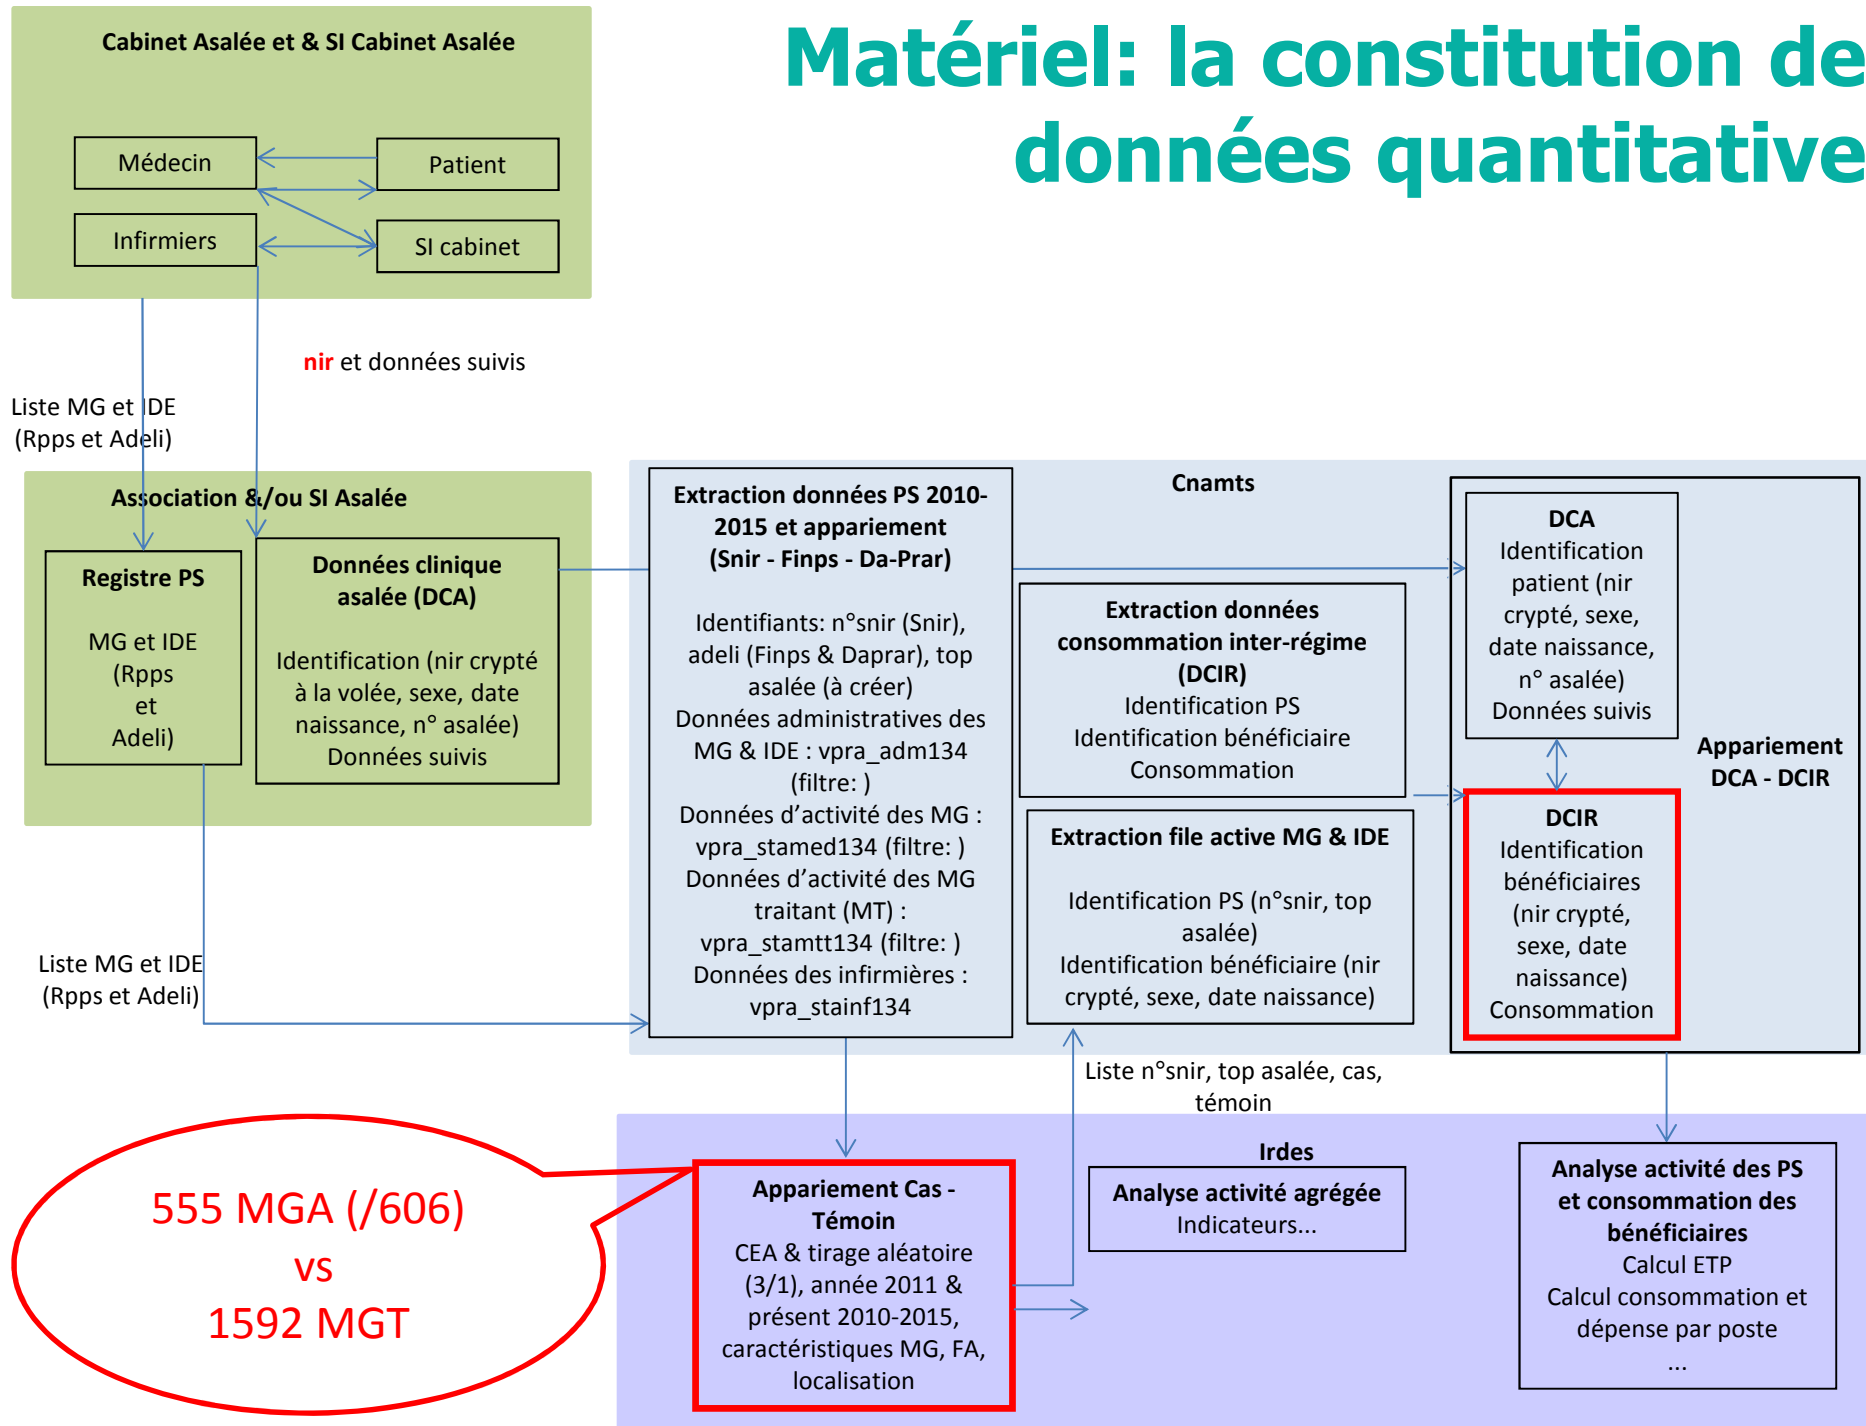 Matériel: la constitution de
données quantitative
Cabinet Asalée et & SI Cabinet Asalée
Médecin
Patient
Infirmiers
SI cabinet
nir et données suivis
Liste MG et IDE
(Rpps et Adeli)
Association &/ou SI Asalée
Registre PS
MG et IDE
(Rpps
et
Adeli)
Données clinique
asalée (DCA)
Identification (nir crypté
à la volée, sexe, date
naissance, n° asalée)
Données suivis
Liste MG et IDE
(Rpps et Adeli)
Cnamts
Extraction données PS 2010-
2015 et appariement
(Snir - Finps - Da-Prar)
Identifiants: n°snir (Snir),
adeli (Finps & Daprar), top
asalée (à créer)
Données administratives des
MG & IDE : vpra_adm134
(filtre: )
Données d’activité des MG :
vpra_stamed134 (filtre: )
Données d’activité des MG
traitant (MT) :
vpra_stamtt134 (filtre: )
Données des infirmières :
vpra_stainf134
Extraction données
consommation inter-régime
(DCIR)
Identification PS
Identification bénéficiaire
Consommation
Extraction file active MG & IDE
Identification PS (n°snir, top
asalée)
Identification bénéficiaire (nir
crypté, sexe, date naissance)
DCA
Identification
patient (nir
crypté, sexe,
date naissance,
n° asalée)
Données suivis
Appariement
DCA - DCIR
DCIR
Identification
bénéficiaires
(nir crypté,
sexe, date
naissance)
Consommation
Liste n°snir, top asalée, cas,
témoin
Irdes
555 MGA (/606)
vs
1592 MGT
Appariement Cas -
Témoin
CEA & tirage aléatoire
(3/1), année 2011 &
présent 2010-2015,
caractéristiques MG, FA,
localisation
Analyse activité agrégée
Indicateurs...
Analyse activité des PS
et consommation des
bénéficiaires
Calcul ETP
Calcul consommation et
dépense par poste
...